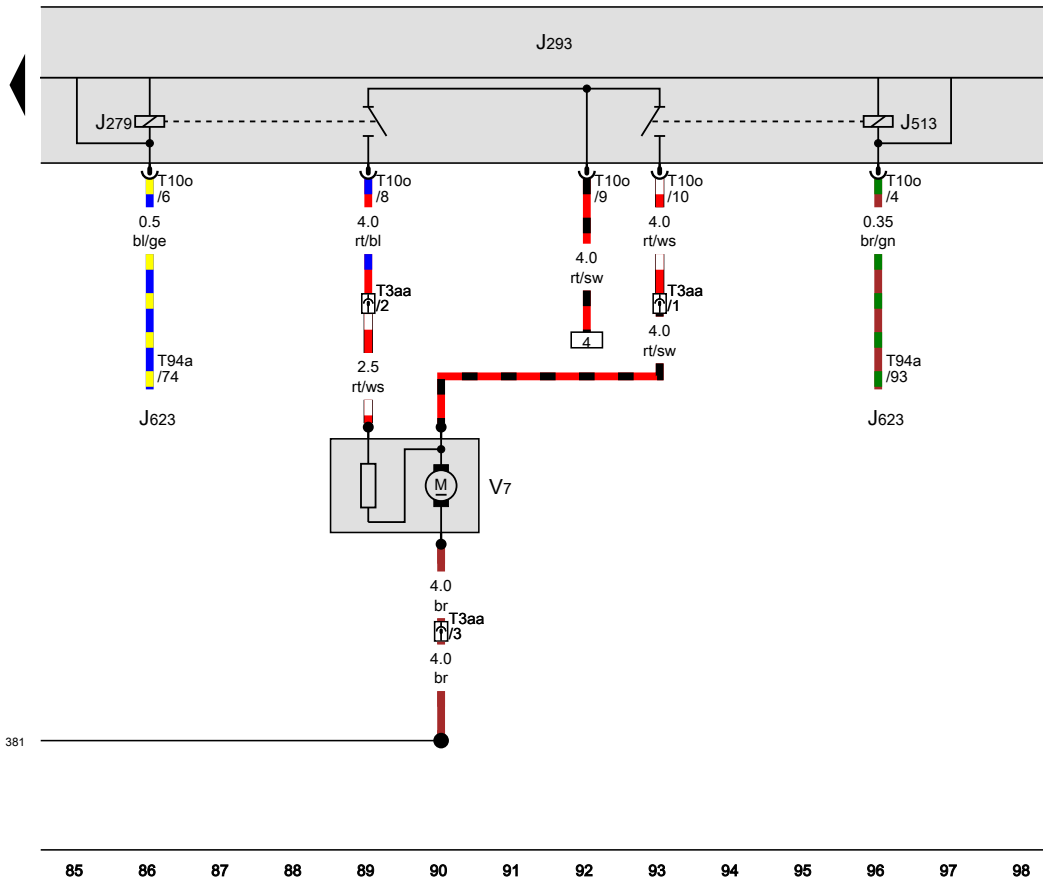 J293
J279
J513
T10o
/6
T10o
/8
T10o
/9
T10o
/10
T10o
/4
0.5
bl/ge
4.0
rt/bl
4.0
rt/sw
4.0
rt/ws
0.35
br/gn
T3aa
/2
T3aa
/1
4.0
rt/sw
4
2.5
rt/ws
T94a
/74
T94a
/93
J623
J623
M
V7
4.0
br
T3aa
/3
4.0
br
381
85 86 87 88 89 90 91 92 93 94 95 96 97 98